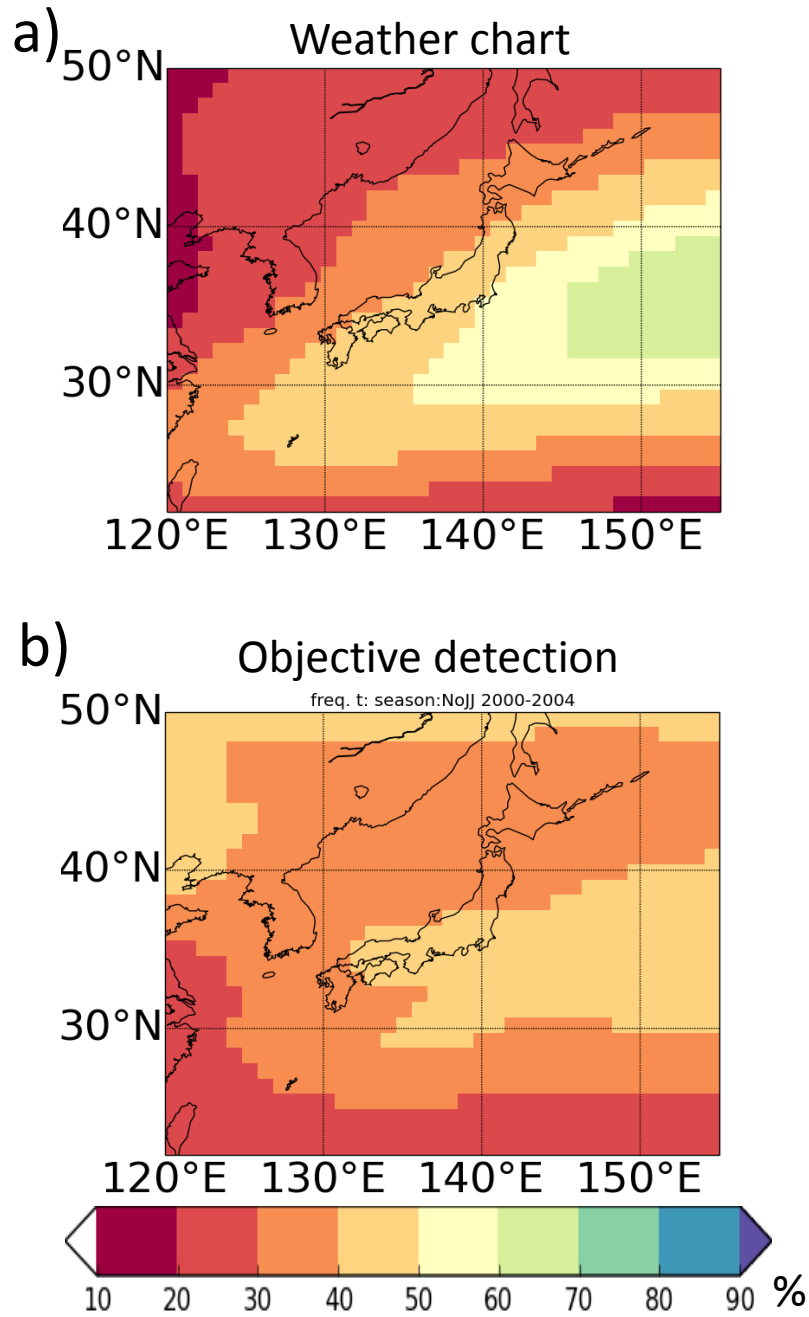 a)
Weather chart
50°N
40°N
30°N
120°E 130°E 140°E 150°E
b)
Objective detection
freq. t: season:NoJJ 2000-2004
50°N
40°N
30°N
120°E 130°E 140°E 150°E
10 20 30 40 50 60 70 80 90 %